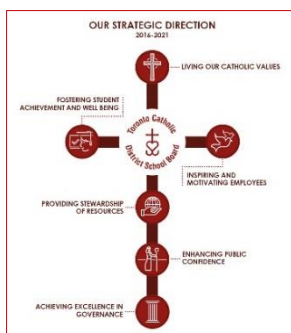 OUR STRATEGIC DIRECTION
2016-2021
LIVING OUR CATHOLIC VALUES
FOSTERING STUDENT
ACHIEVEMENT AND WELL BEING
Toronto Catholic
District School Board
INSPIRING AND
MOTIVATING EMPLOYEES
PROVIDING STEWARDSHIP
OF RESOURCES
ENHANCING PUBLIC
CONFIDENCE
ACHIEVING EXCELLENCE IN
GOVERNANCE